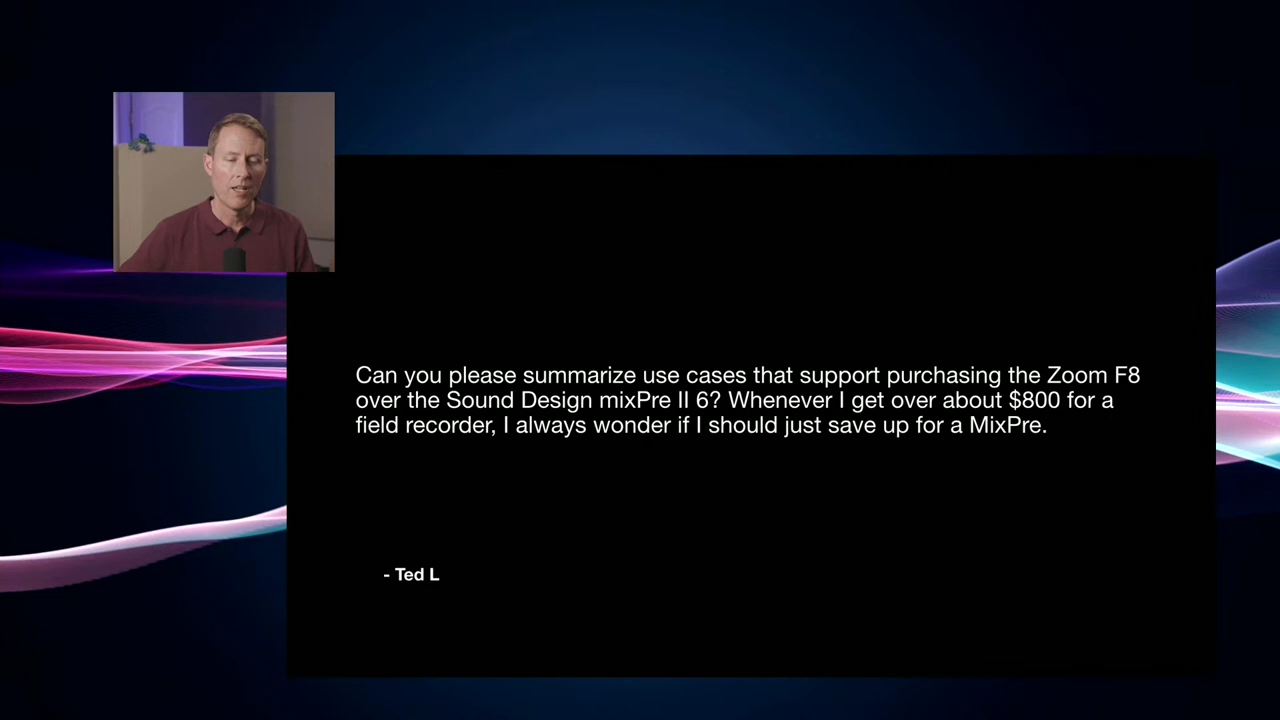 Can you please summarize use cases that support purchasing the Zoom F8
over the Sound Design mixPre II 6? Whenever I get over about $800 for a
field recorder, I always wonder if I should just save up for a MixPre.
- Ted L